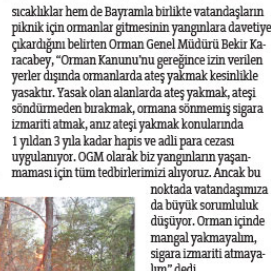 sıcaklıklar hem de Bayramla birlikte vatandaşların
piknik için ormanlar gitmesinin yangınlara davetiye
çıkardığını belirten Orman Genel Müdürü Bekir Ka-
racabey, “Orman Kanunu’nu gereğince izin verilen
yerler dışında ormanlarda ateş yakmak kesinlikle
yasaktır. Yasak olan alanlarda ateş yakmak, ateşi
söndürmeden bırakmak, ormana sönmemiş sigara
izmariti atmak, anız ateşi yakmak konularında
1 yıldan 3 yıla kadar hapis ve adli para cezası
uygulanıyor. OGM olarak biz yangınların yaşan-
maması için tüm tedbirlerimizi alıyoruz. Ancak bu
noktada vatandaşımıza
da büyük sorumluluk
düşüyor. Orman içinde
mangal yakmayalım,
sigara izmariti atmaya-
lım” dedi